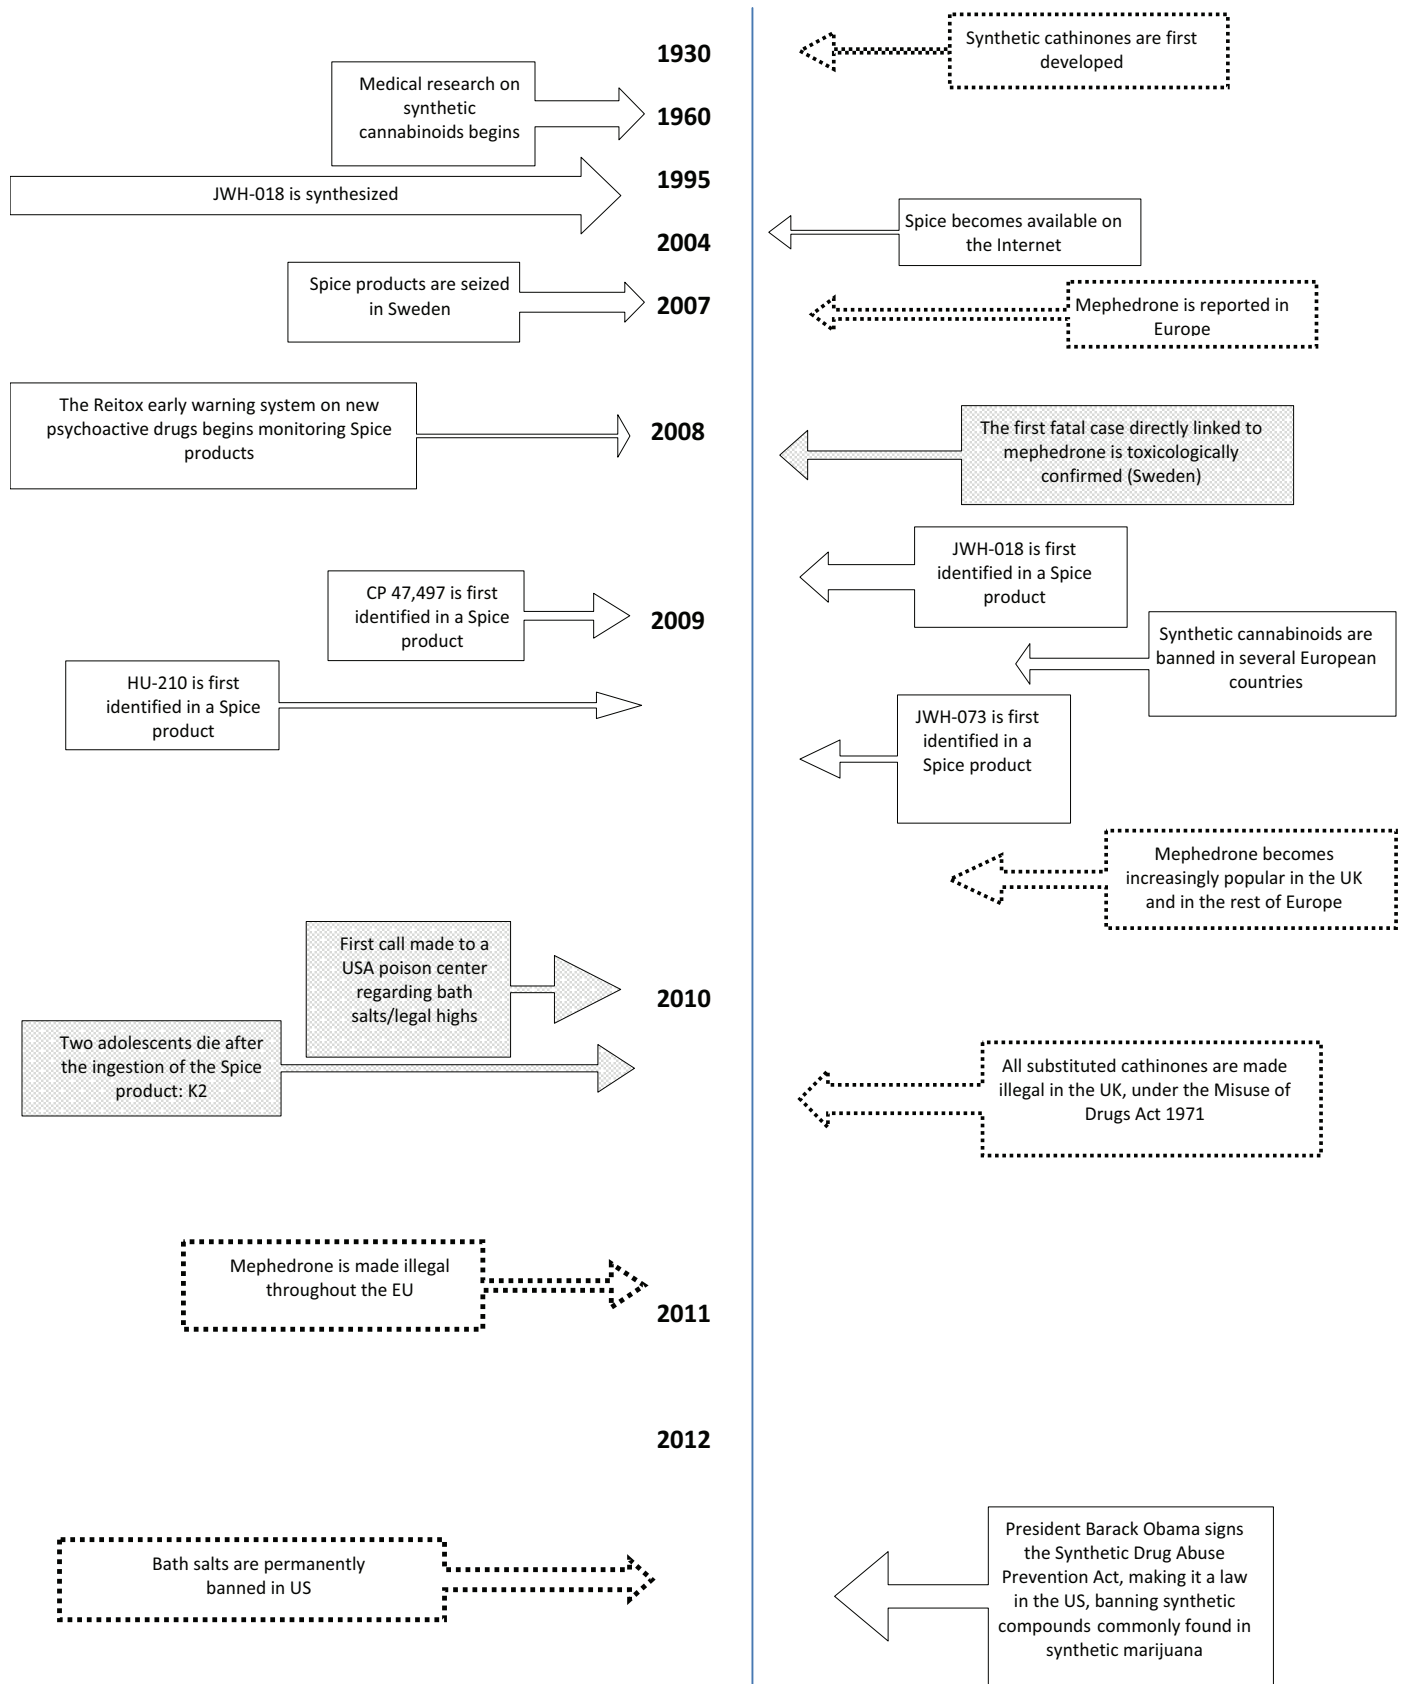 1930
Synthetic cathinones are first
developed
Medical research on
synthetic
cannabinoids begins
1960
JWH-018 is synthesized
1995
Spice becomes available on
the Internet
2004
Spice products are seized
in Sweden
2007
Mephedrone is reported in
Europe
The Reitox early warning system on new
psychoactive drugs begins monitoring Spice
products
2008
The first fatal case directly linked to
mephedrone is toxicologically
confirmed (Sweden)
JWH-018 is first
identified in a Spice
product
CP 47,497 is first
identified in a Spice
product
2009
Synthetic cannabinoids are
banned in several European
countries
HU-210 is first
identified in a Spice
product
JWH-073 is first
identified in a
Spice product
Mephedrone becomes
increasingly popular in the UK
and in the rest of Europe
First call made to a
USA poison center
regarding bath
salts/legal highs
2010
Two adolescents die after
the ingestion of the Spice
product: K2
All substituted cathinones are made
illegal in the UK, under the Misuse of
Drugs Act 1971
Mephedrone is made illegal
throughout the EU
2011
2012
Bath salts are permanently
banned in US
President Barack Obama signs
the Synthetic Drug Abuse
Prevention Act, making it a law
in the US, banning synthetic
compounds commonly found in
synthetic marijuana